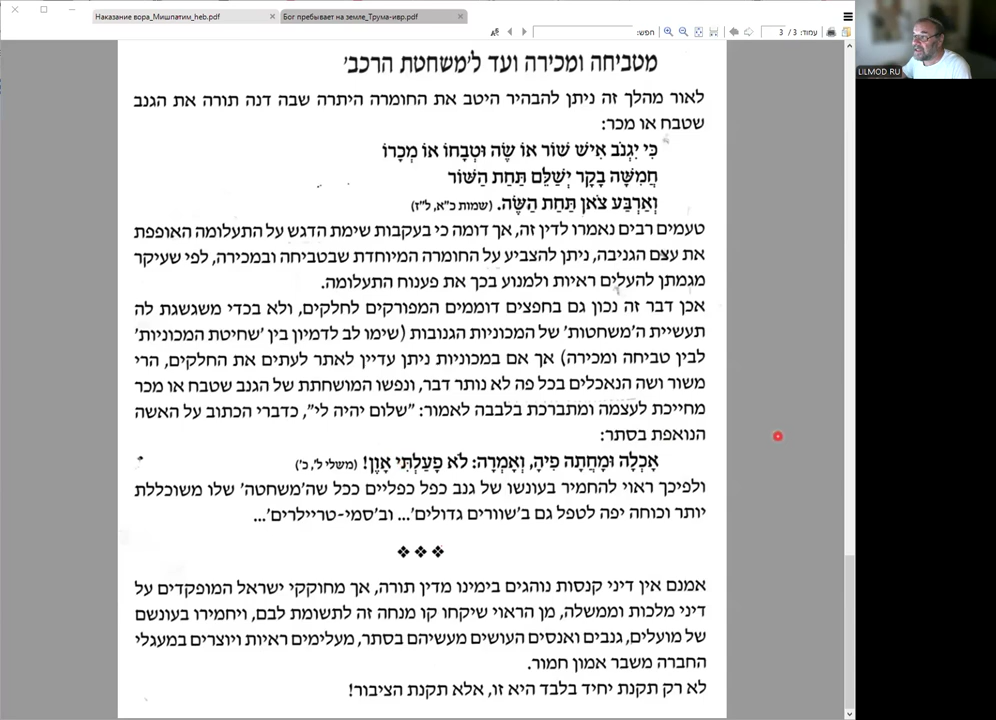 Наказание вора_Мишпатим_heb.pdf
Бог пребывает на земле_Трума-ивр.pdf
חפש:
עמוד: 3 / 3
LILMOD RU
מטביחה ומכירה ועד ל'משחטת הרכב'
לאור מהלך זה ניתן להבהיר היטב את החומרה היתרה שבה דנה תורה את הגנב
שטבח או מכר:
כִּי יִגְנֹב אִישׁ שׁוֹר אוֹ שֶׂה וּטְבָחוֹ אוֹ מְכָרוֹ
חֲמִשָּׁה בָקָר יְשַׁלֵּם תַּחַת הַשּׁוֹר
וְאַרְבַּע צֹאן תַּחַת הַשֶּׂה. (שמות כ"א, ל"ז)
טעמים רבים נאמרו לדין זה, אך דומה כי בעקבות שימת הדגש על התעלומה האופפת
את עצם הגניבה, ניתן להצביע על החומרה המיוחדת שבטביחה ובמכירה, לפי שעיקר
מגמתן להעלים ראיות ולמנוע בכך את פענוח התעלומה.
אכן דבר זה נכון גם בחפצים דוממים המפורקים לחלקים, ולא בכדי משגשגת לה
תעשיית ה'משחטות' של המכוניות הגנובות (שימו לב לדמיון בין 'שחיטת המכוניות'
לבין טביחה ומכירה) אך אם במכוניות ניתן עדיין לאתר לעתים את החלקים, הרי
משור ושה הנאכלים בכל פה לא נותר דבר, ונפשו המושחתת של הגנב שטבח או מכר
מחייכת לעצמה ומתברכת בלבבה לאמור: "שלום יהיה לי", כדברי הכתוב על האשה
הנואפת בסתר:
אָכְלָה וּמָחֲתָה פִיהָ, וְאָמְרָה: לֹא פָעַלְתִּי אָוֶן! (משלי ל', כ')
ולפיכך ראוי להחמיר בעונשו של גנב כפל כפליים ככל שה'משחטה' שלו משוכללת
יותר וכוחה יפה לטפל גם ב'שוורים גדולים'... וב'סמי-טריילרים'...
אמנם אין דיני קנסות נוהגים בימינו מדין תורה, אך מחוקקי ישראל המופקדים על
דיני מלכות וממשלה, מן הראוי שיקחו קו מנחה זה לתשומת לבם, ויחמירו בעונשם
של מועלים, גנבים ואנסים העושים מעשיהם בסתר, מעלימים ראיות ויוצרים במעגלי
החברה משבר אמון חמור.
לא רק תקנת יחיד בלבד היא זו, אלא תקנת הציבור!